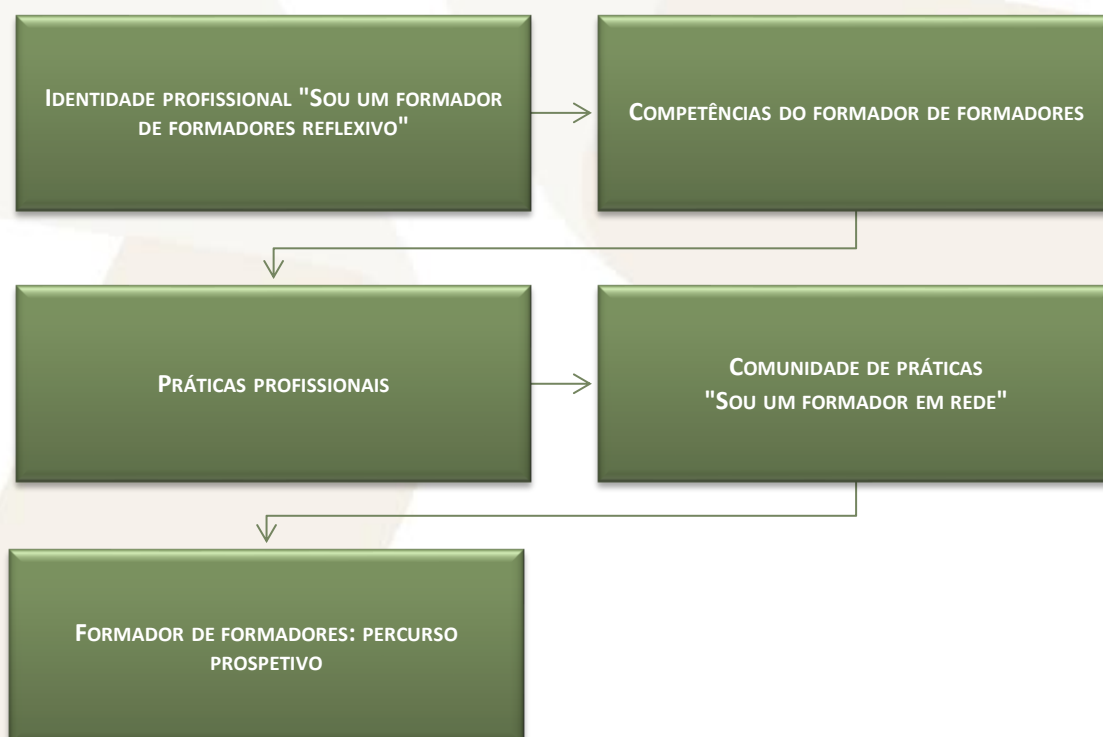 IDENTIDADE PROFISSIONAL "SOU UM FORMADOR
DE FORMADORES REFLEXIVO"
COMPETÊNCIAS DO FORMADOR DE FORMADORES
PRÁTICAS PROFISSIONAIS
COMUNIDADE DE PRÁTICAS
"SOU UM FORMADOR EM REDE"
FORMADOR DE FORMADORES: PERCURSO
PROSPETIVO